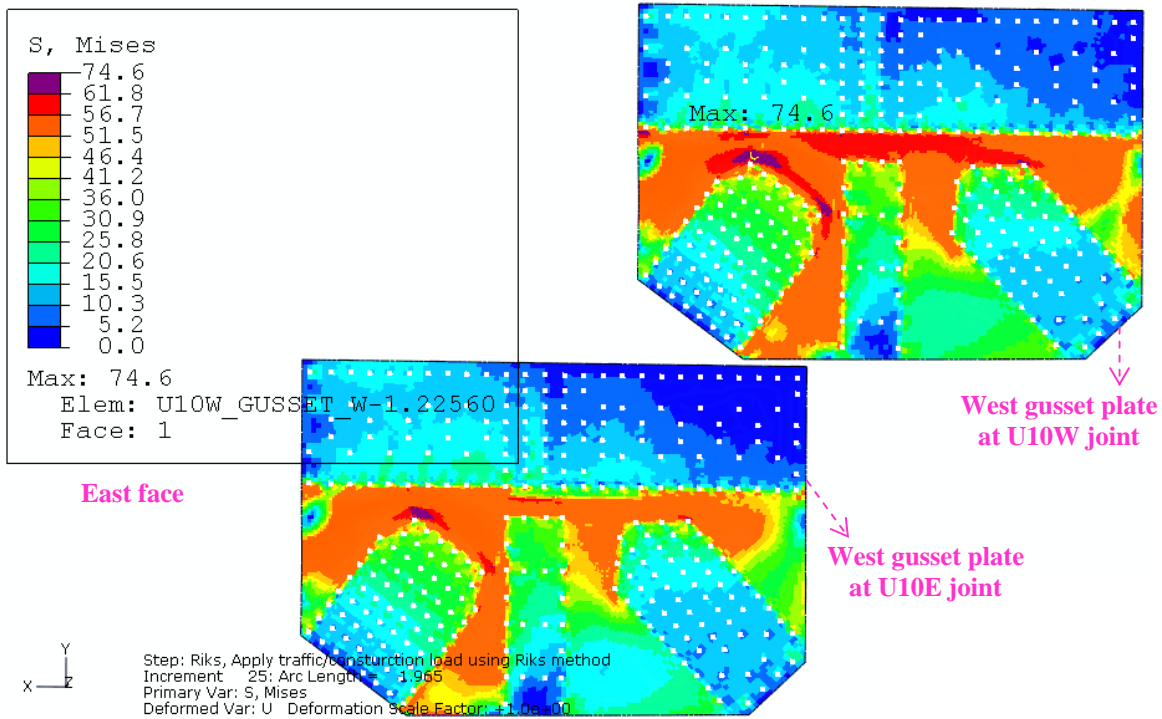 S, Mises
74.6
61.8
56.7
51.5
46.4
41.2
36.0
30.9
25.8
20.6
15.5
10.3
5.2
0.0
Max: 74.6
Elem: U10W_GUSSET_W-1.22560
Face: 1
Max: 74.6
West gusset plate
at U10W joint
East face
West gusset plate
at U10E joint
Y
X
Z
Step: Riks, Apply traffic/consturction load using Riks method
Increment 25: Arc Length = 1.965
Primary Var: S, Mises
Deformed Var: U Deformation Scale Factor: +1.0e+00